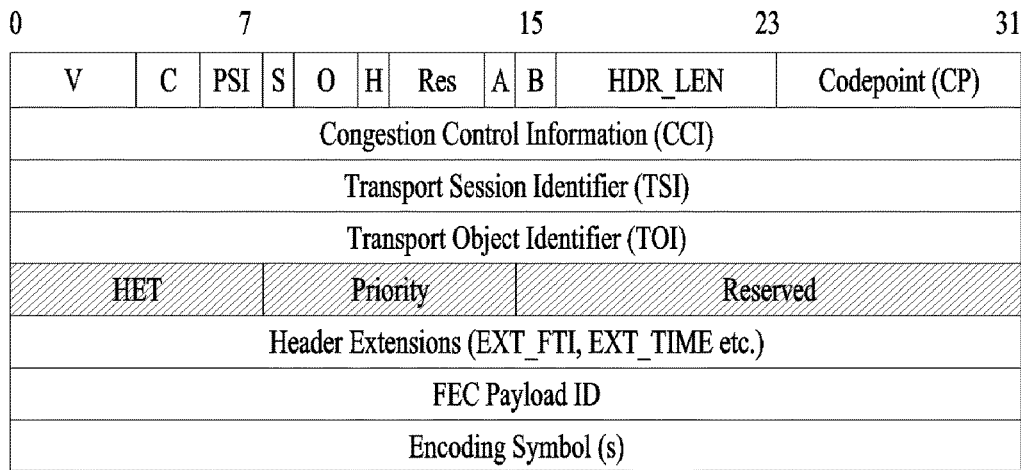 0 7 15 23 31
V C PSI S O H Res A B HDR_LEN Codepoint (CP)
Congestion Control Information (CCI)
Transport Session Identifier (TSI)
Transport Object Identifier (TOI)
HET Priority Reserved
Header Extensions (EXT_FTI, EXT_TIME etc.)
FEC Payload ID
Encoding Symbol (s)